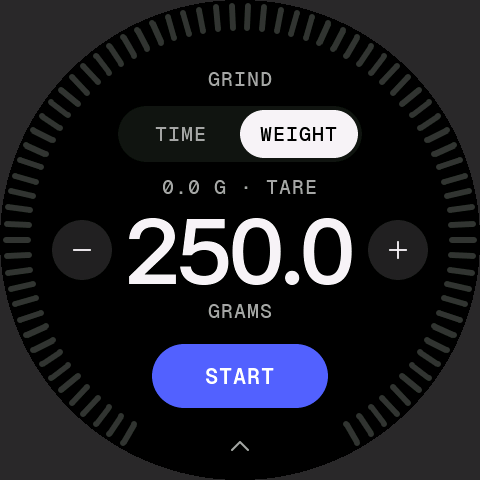 GRIND
TIME WEIGHT
0.0 G · TARE
− 250.0 +
GRAMS
START